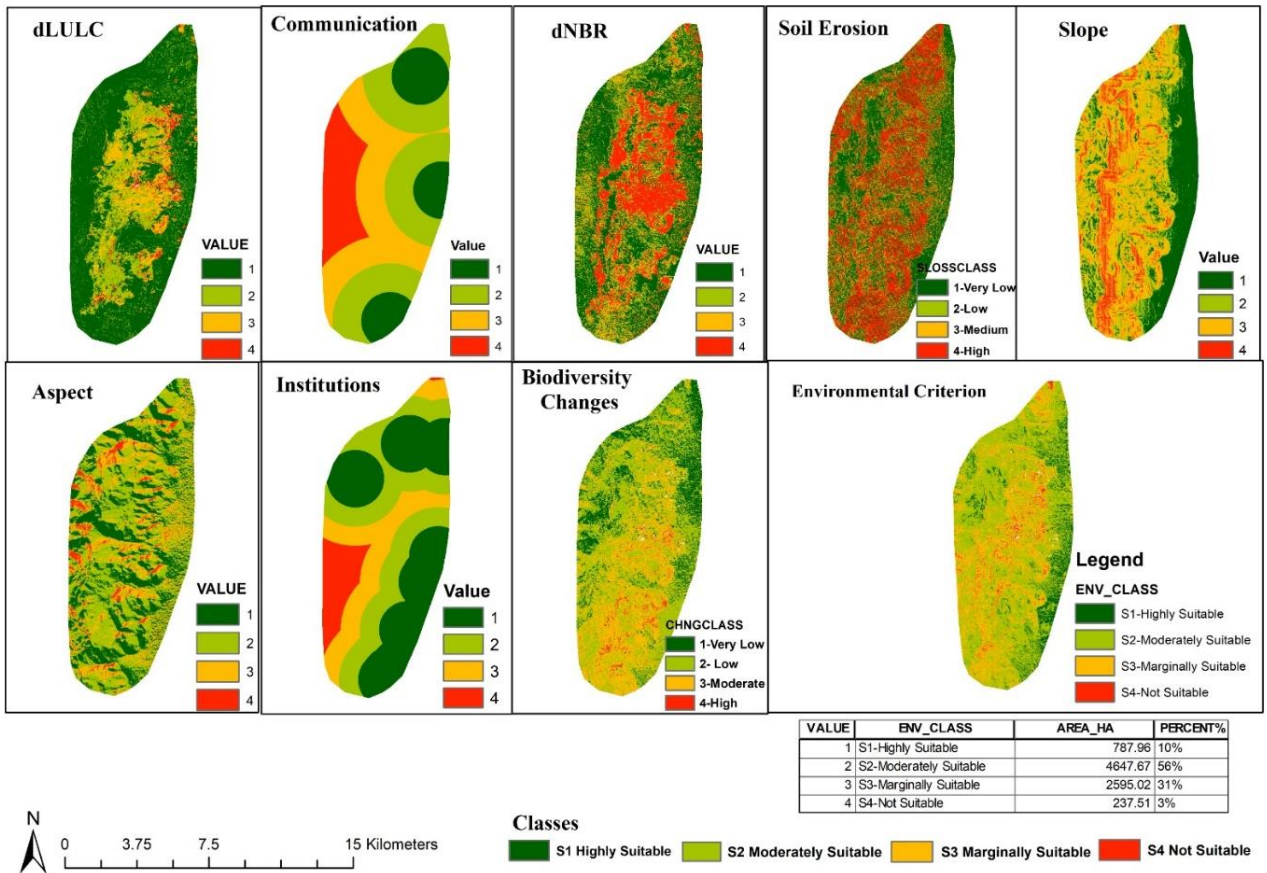 dLULC
VALUE
1
2
3
4
Communication
Value
1
2
3
4
dNBR
VALUE
1
2
3
4
Soil Erosion
SLOSSCLASS
1-Very Low
2-Low
3-Medium
4-High
Slope
Value
1
2
3
4
Aspect
VALUE
1
2
3
4
Institutions
Value
1
2
3
4
Biodiversity
Changes
CHNGCLASS
1-Very Low
2- Low
3-Moderate
4-High
Environmental Criterion
Legend
ENV_CLASS
S1-Highly Suitable
S2-Moderately Suitable
S3-Marginally Suitable
S4-Not Suitable
VALUE ENV_CLASS AREA_HA PERCENT%
1 S1-Highly Suitable 787.96 10%
2 S2-Moderately Suitable 4647.67 56%
3 S3-Marginally Suitable 2595.02 31%
4 S4-Not Suitable 237.51 3%
N
0 3.75 7.5 15 Kilometers
Classes
S1 Highly Suitable S2 Moderately Suitable S3 Marginally Suitable S4 Not Suitable